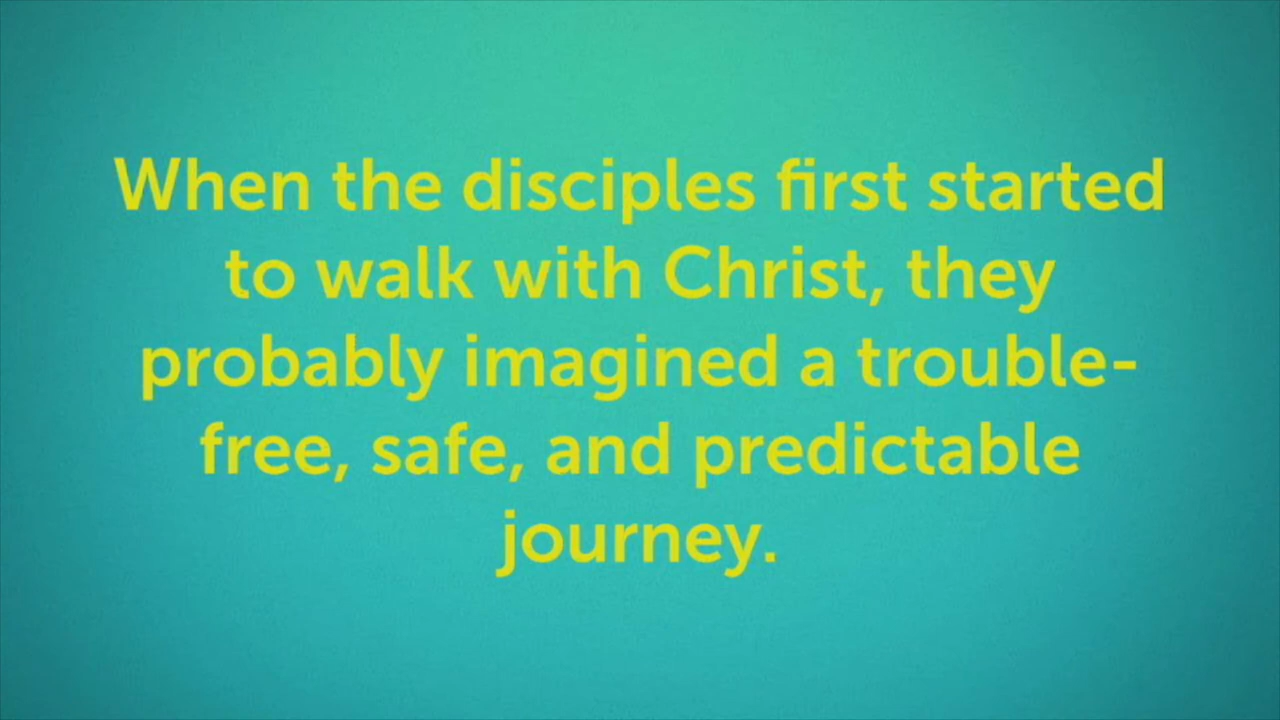 When the disciples first started
to walk with Christ, they
probably imagined a trouble-
free, safe, and predictable
journey.